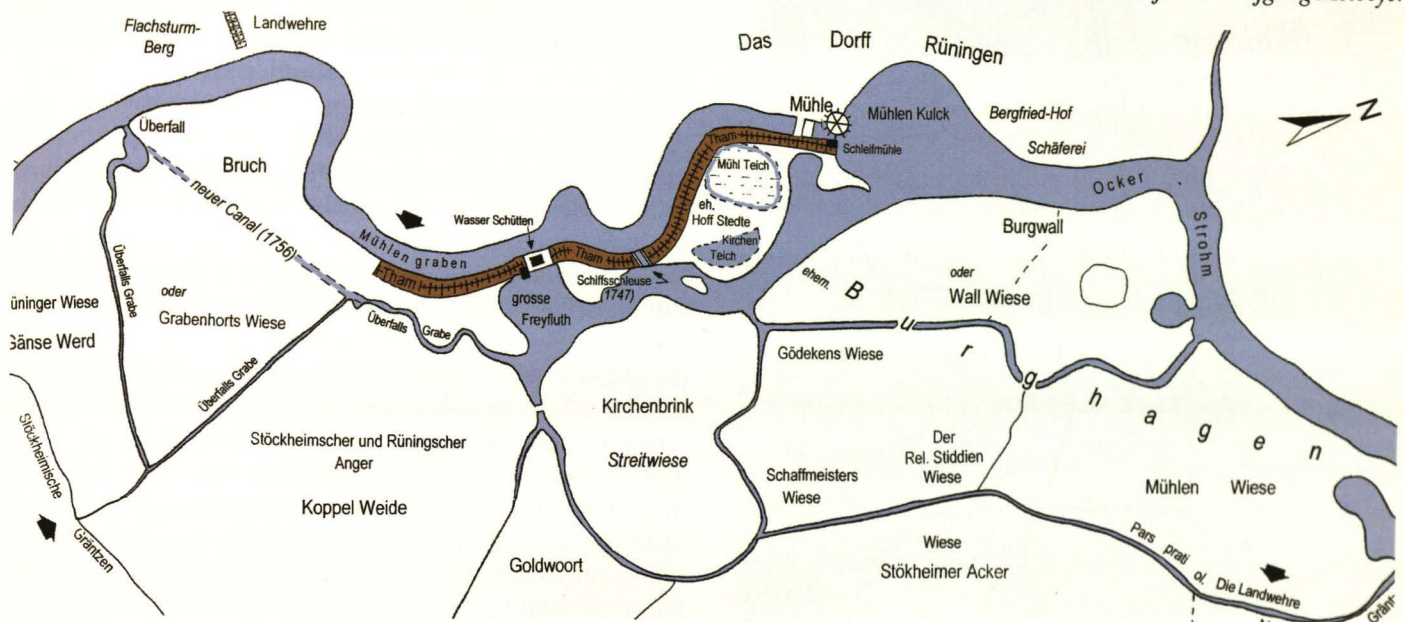 Flachsturm-
Berg
Landwehre
Das Dorff Rüningen
Überfall
Bruch
neuer Canal (1756)
Mühle
Mühlen Kulck
Schleifmühle
Bergfried-Hof
Schäferei
N
Tham
Mühl Teich
eh.
Hoff Stedte
Kirchen
Teich
Ocker
Strohm
Wasser Schütten
Mühlen graben
Tham
Tham
Schiffsschleuse
(1747)
grosse
Freyfluth
Burgwall
oder
Wall Wiese
ehem.
Burghagen
Überfalls Grabe
oder
Grabenhorts Wiese
üninger Wiese
Gänse Werd
Überfalls Grabe
Überfalls Grabe
Gödekens Wiese
Kirchenbrink
Streitwiese
Stöckheimscher und Rüningscher
Anger
Koppel Weide
Der
Rel. Stiddien
Wiese
Schaffmeisters
Wiese
Mühlen Wiese
Stöckheimische
Gräntzen
Goldwoort
Wiese
Stökheimer Acker
Pars prati ol. Die Landwehre
Gränt